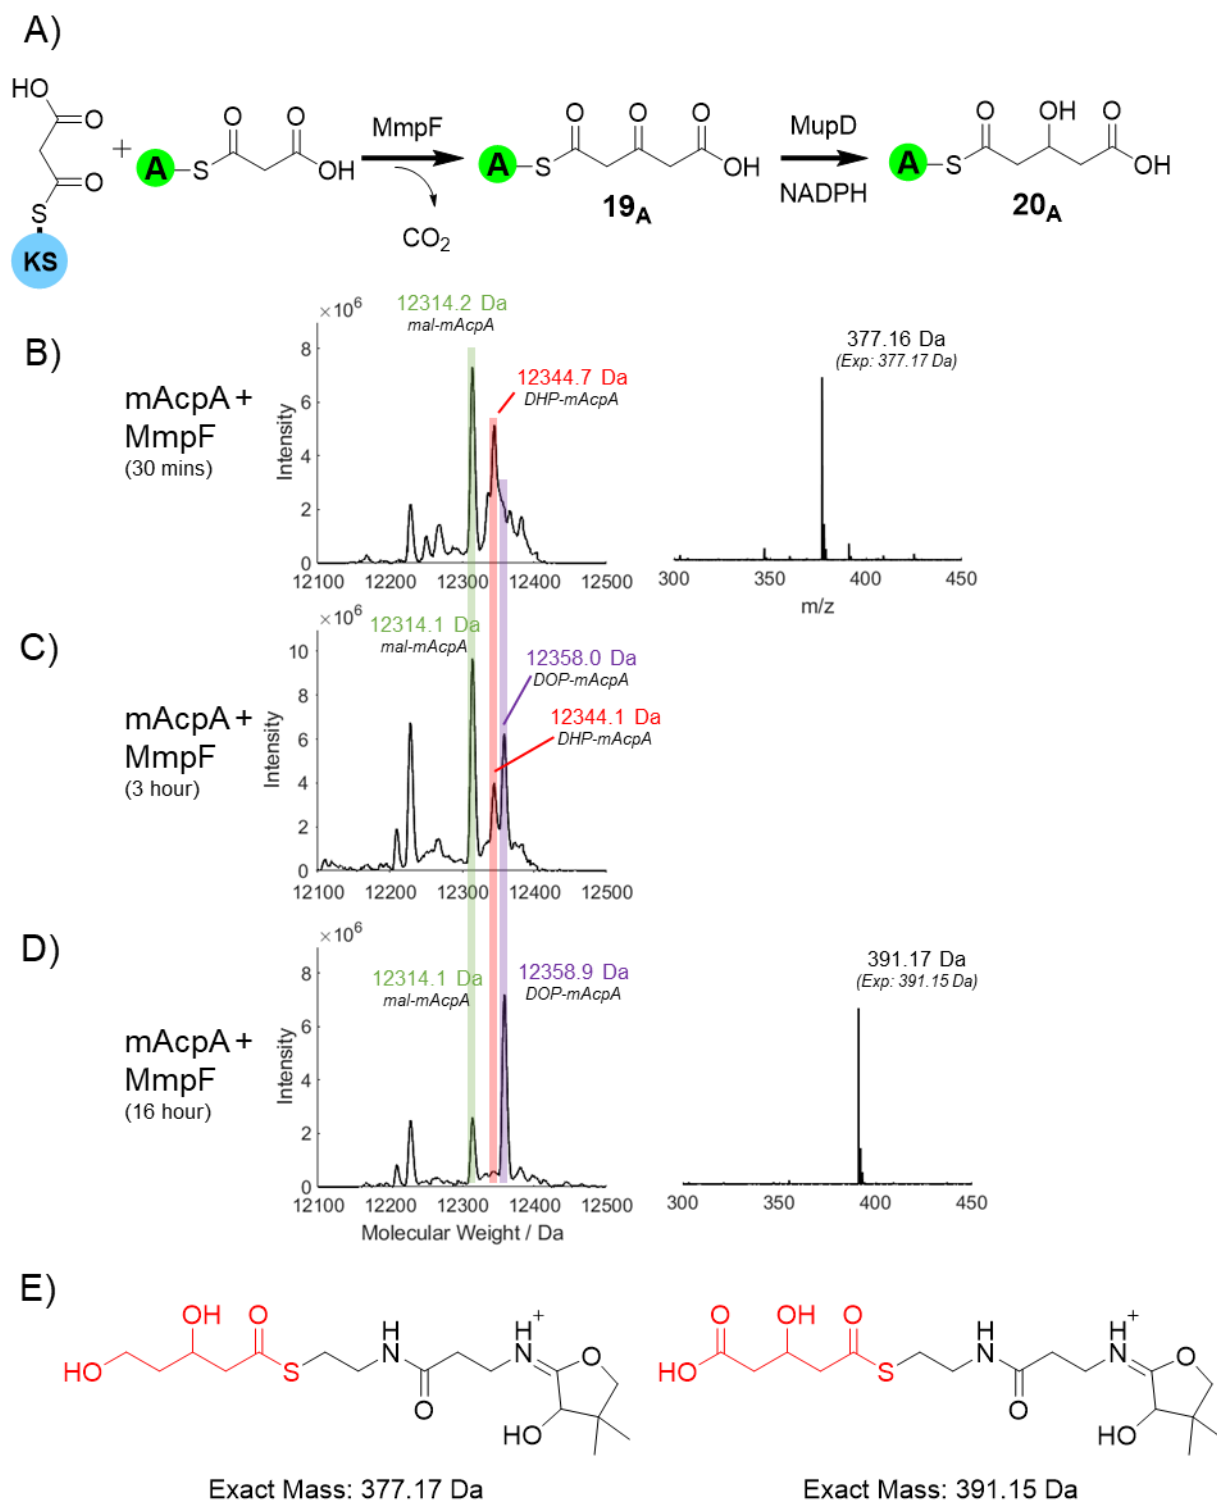 A)
HO
O
O
S
KS
+
A
S
O
O
OH
MmpF
CO2
A
S
O
O
O
OH
19A
MupD
NADPH
A
S
O
OH
O
OH
20A
B)
mAcpA +
MmpF
(30 mins)
×10⁶
Intensity
8
6
4
2
0
12314.2 Da
mal-mAcpA
12344.7 Da
DHP-mAcpA
12100 12200 12300 12400 12500
377.16 Da
(Exp: 377.17 Da)
300 350 400 450
m/z
C)
mAcpA +
MmpF
(3 hour)
×10⁶
Intensity
10
8
6
4
2
0
12314.1 Da
mal-mAcpA
12358.0 Da
DOP-mAcpA
12344.1 Da
DHP-mAcpA
12100 12200 12300 12400 12500
D)
mAcpA +
MmpF
(16 hour)
×10⁶
Intensity
8
6
4
2
0
12314.1 Da
mal-mAcpA
12358.9 Da
DOP-mAcpA
12100 12200 12300 12400 12500
Molecular Weight / Da
391.17 Da
(Exp: 391.15 Da)
300 350 400 450
E)
HO
OH
O
S
H
N
O
H
N
+
O
HO
Exact Mass: 377.17 Da
O
HO
OH
O
S
H
N
O
H
N
+
O
HO
Exact Mass: 391.15 Da